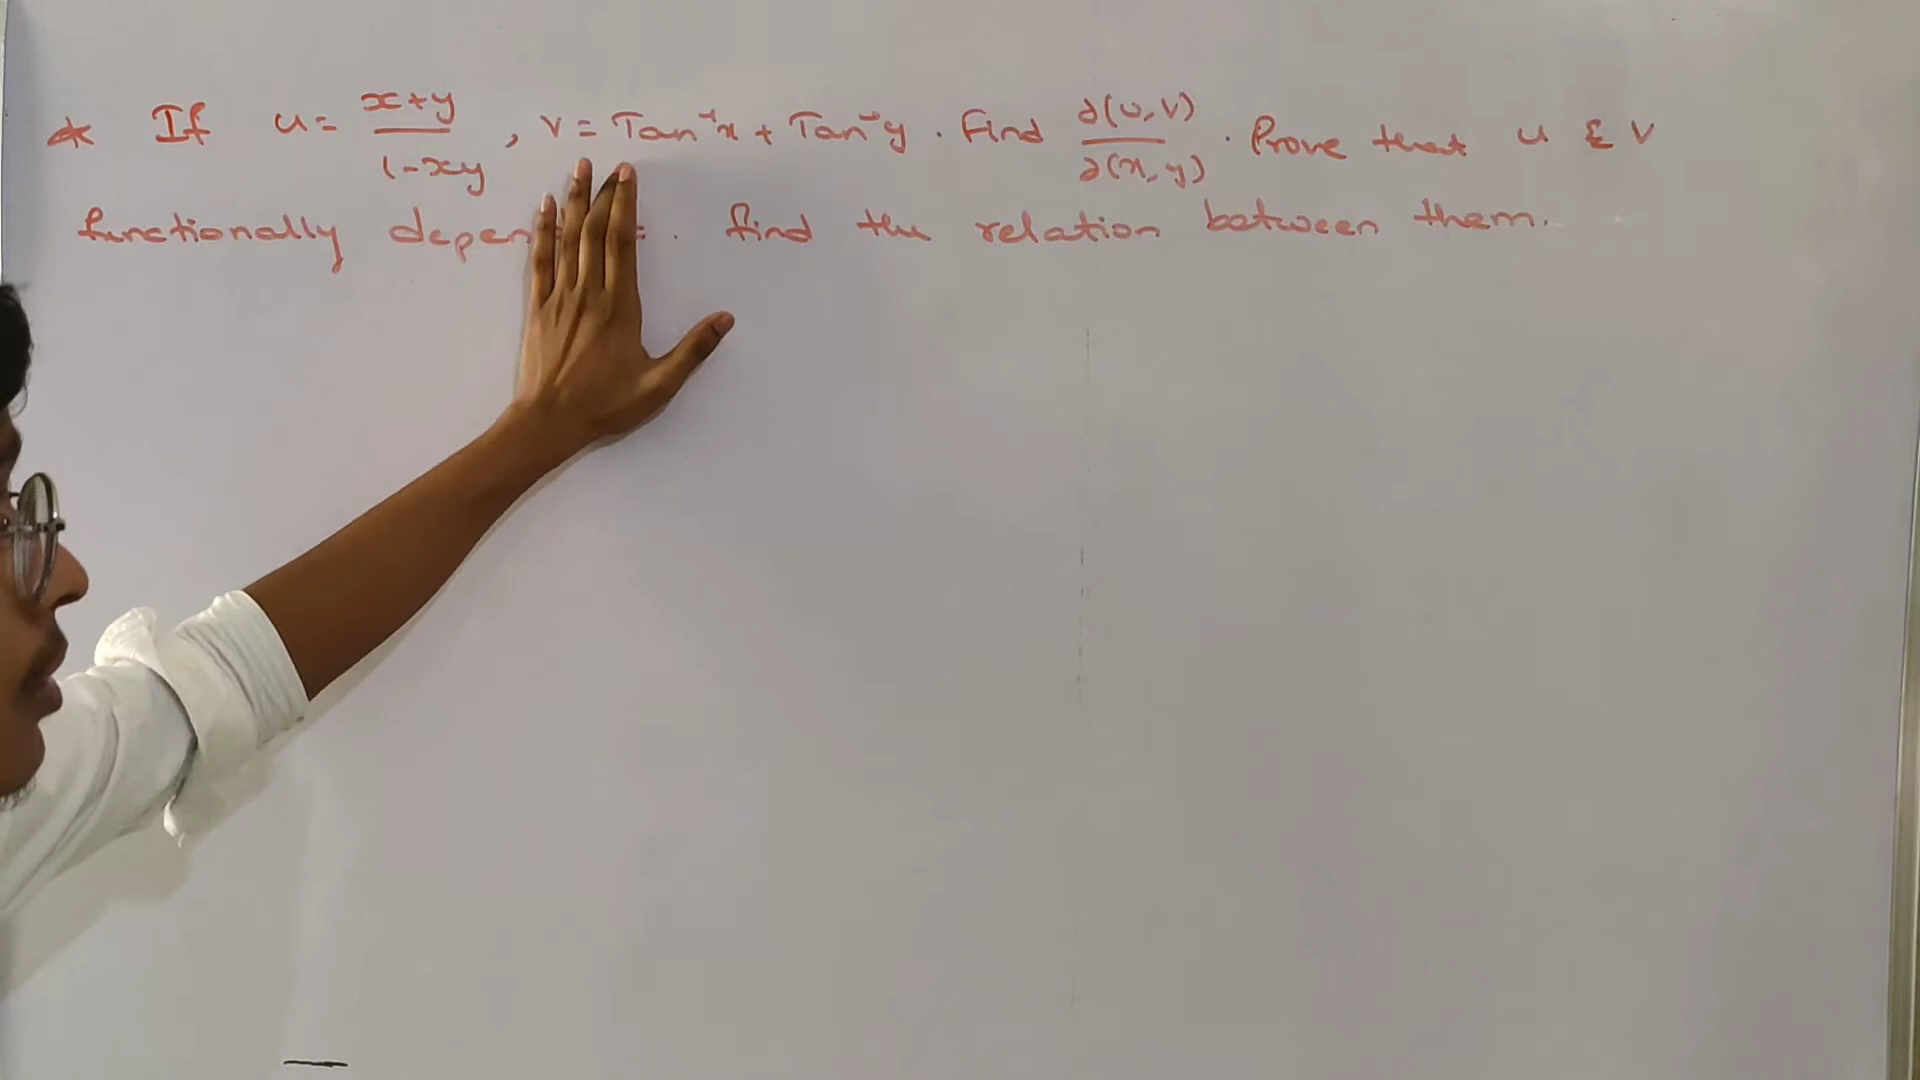 * If u = x+y / 1-xy , v = Tan⁻¹x + Tan⁻¹y . Find ∂(u,v) / ∂(x,y) . Prove that u & v
functionally . find the relation between them.